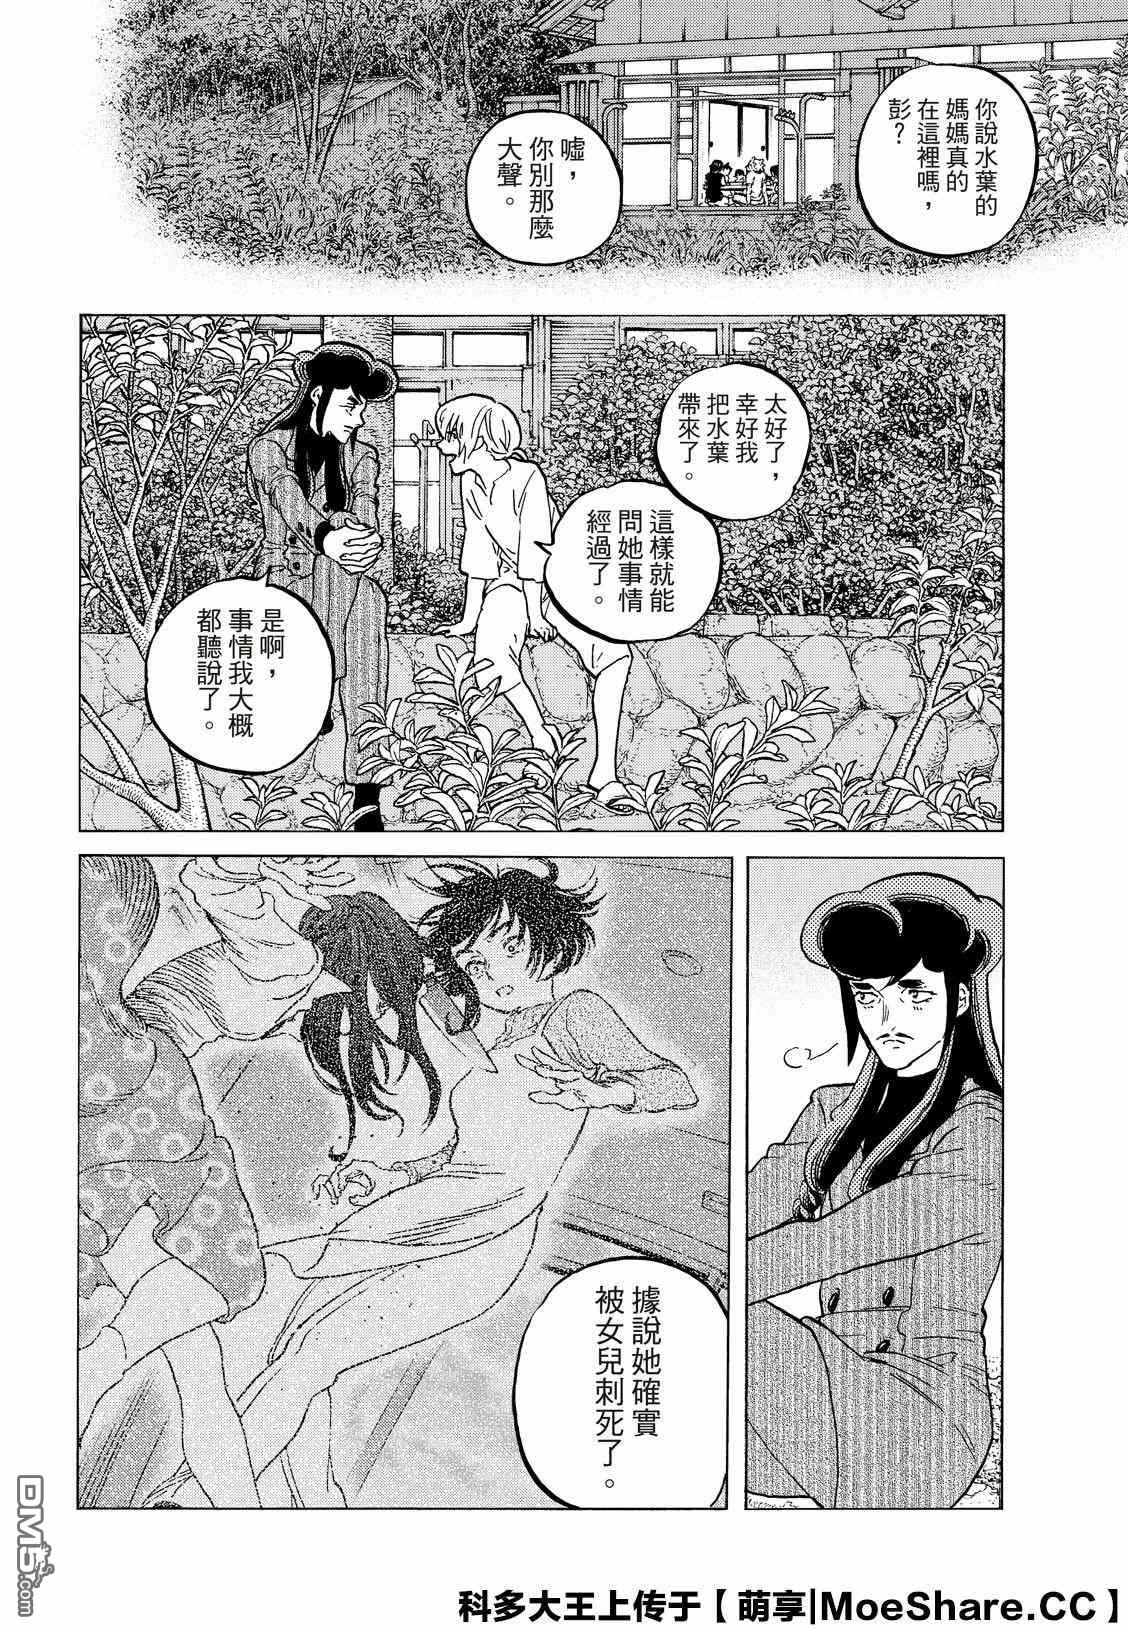 你說水葉的
媽媽真的
在這裡嗎，
彭？
噓，
你別那麼
大聲。
太好了，
幸好我
把水葉
帶來了。
這樣就能
問她事情
經過了。
是啊，
事情我大概
都聽說了。
據說她確實
被女兒刺死了。
DM5.com
科多大王上传于【萌享|MoeShare.CC】